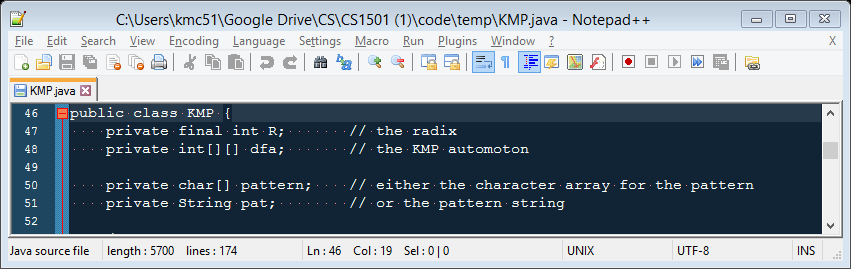 C:\Users\kmc51\Google Drive\CS\CS1501 (1)\code\temp\KMP.java - Notepad++
File Edit Search View Encoding Language Settings Macro Run Plugins Window ? X
KMP.java
46 public class KMP {
47 private final int R; // the radix
48 private int[][] dfa; // the KMP automoton
49
50 private char[] pattern; // either the character array for the pattern
51 private String pat; // or the pattern string
52
Java source file length : 5700 lines : 174 Ln : 46 Col : 19 Sel : 0 | 0 UNIX UTF-8 INS